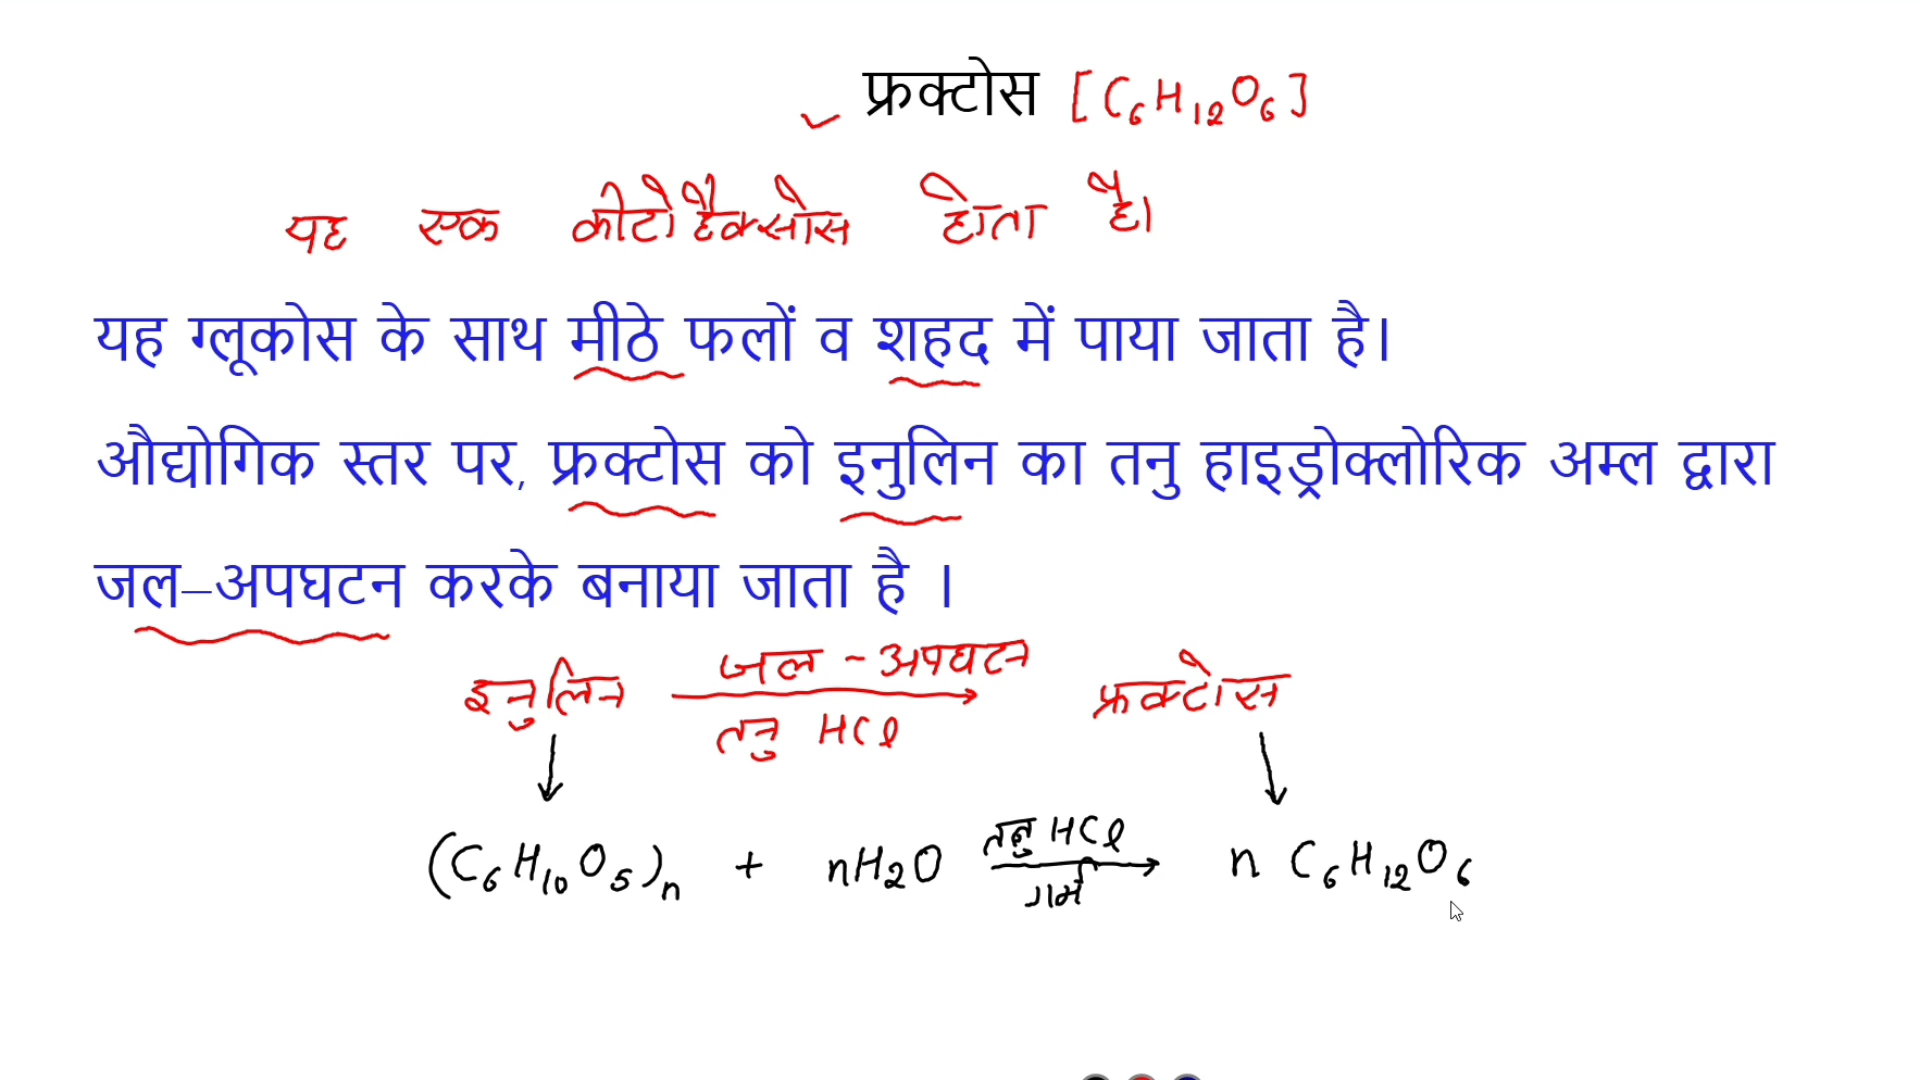 फ्रक्टोस [C₆H₁₂O₆]
यह एक कीटोहैक्सोस होता है।
यह ग्लूकोस के साथ मीठे फलों व शहद में पाया जाता है।
औद्योगिक स्तर पर, फ्रक्टोस को इनुलिन का तनु हाइड्रोक्लोरिक अम्ल द्वारा
जल–अपघटन करके बनाया जाता है ।
इनुलिन जल - अपघटन फ्रक्टोस
तनु HCl
तनु HCl
(C₆H₁₀O₅)ₙ + nH₂O → n C₆H₁₂O₆
गर्म